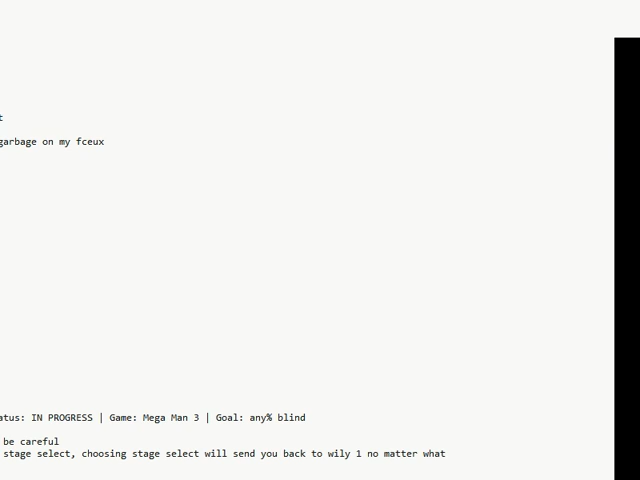 t
garbage on my fceux
atus: IN PROGRESS | Game: Mega Man 3 | Goal: any% blind
be careful
stage select, choosing stage select will send you back to wily 1 no matter what